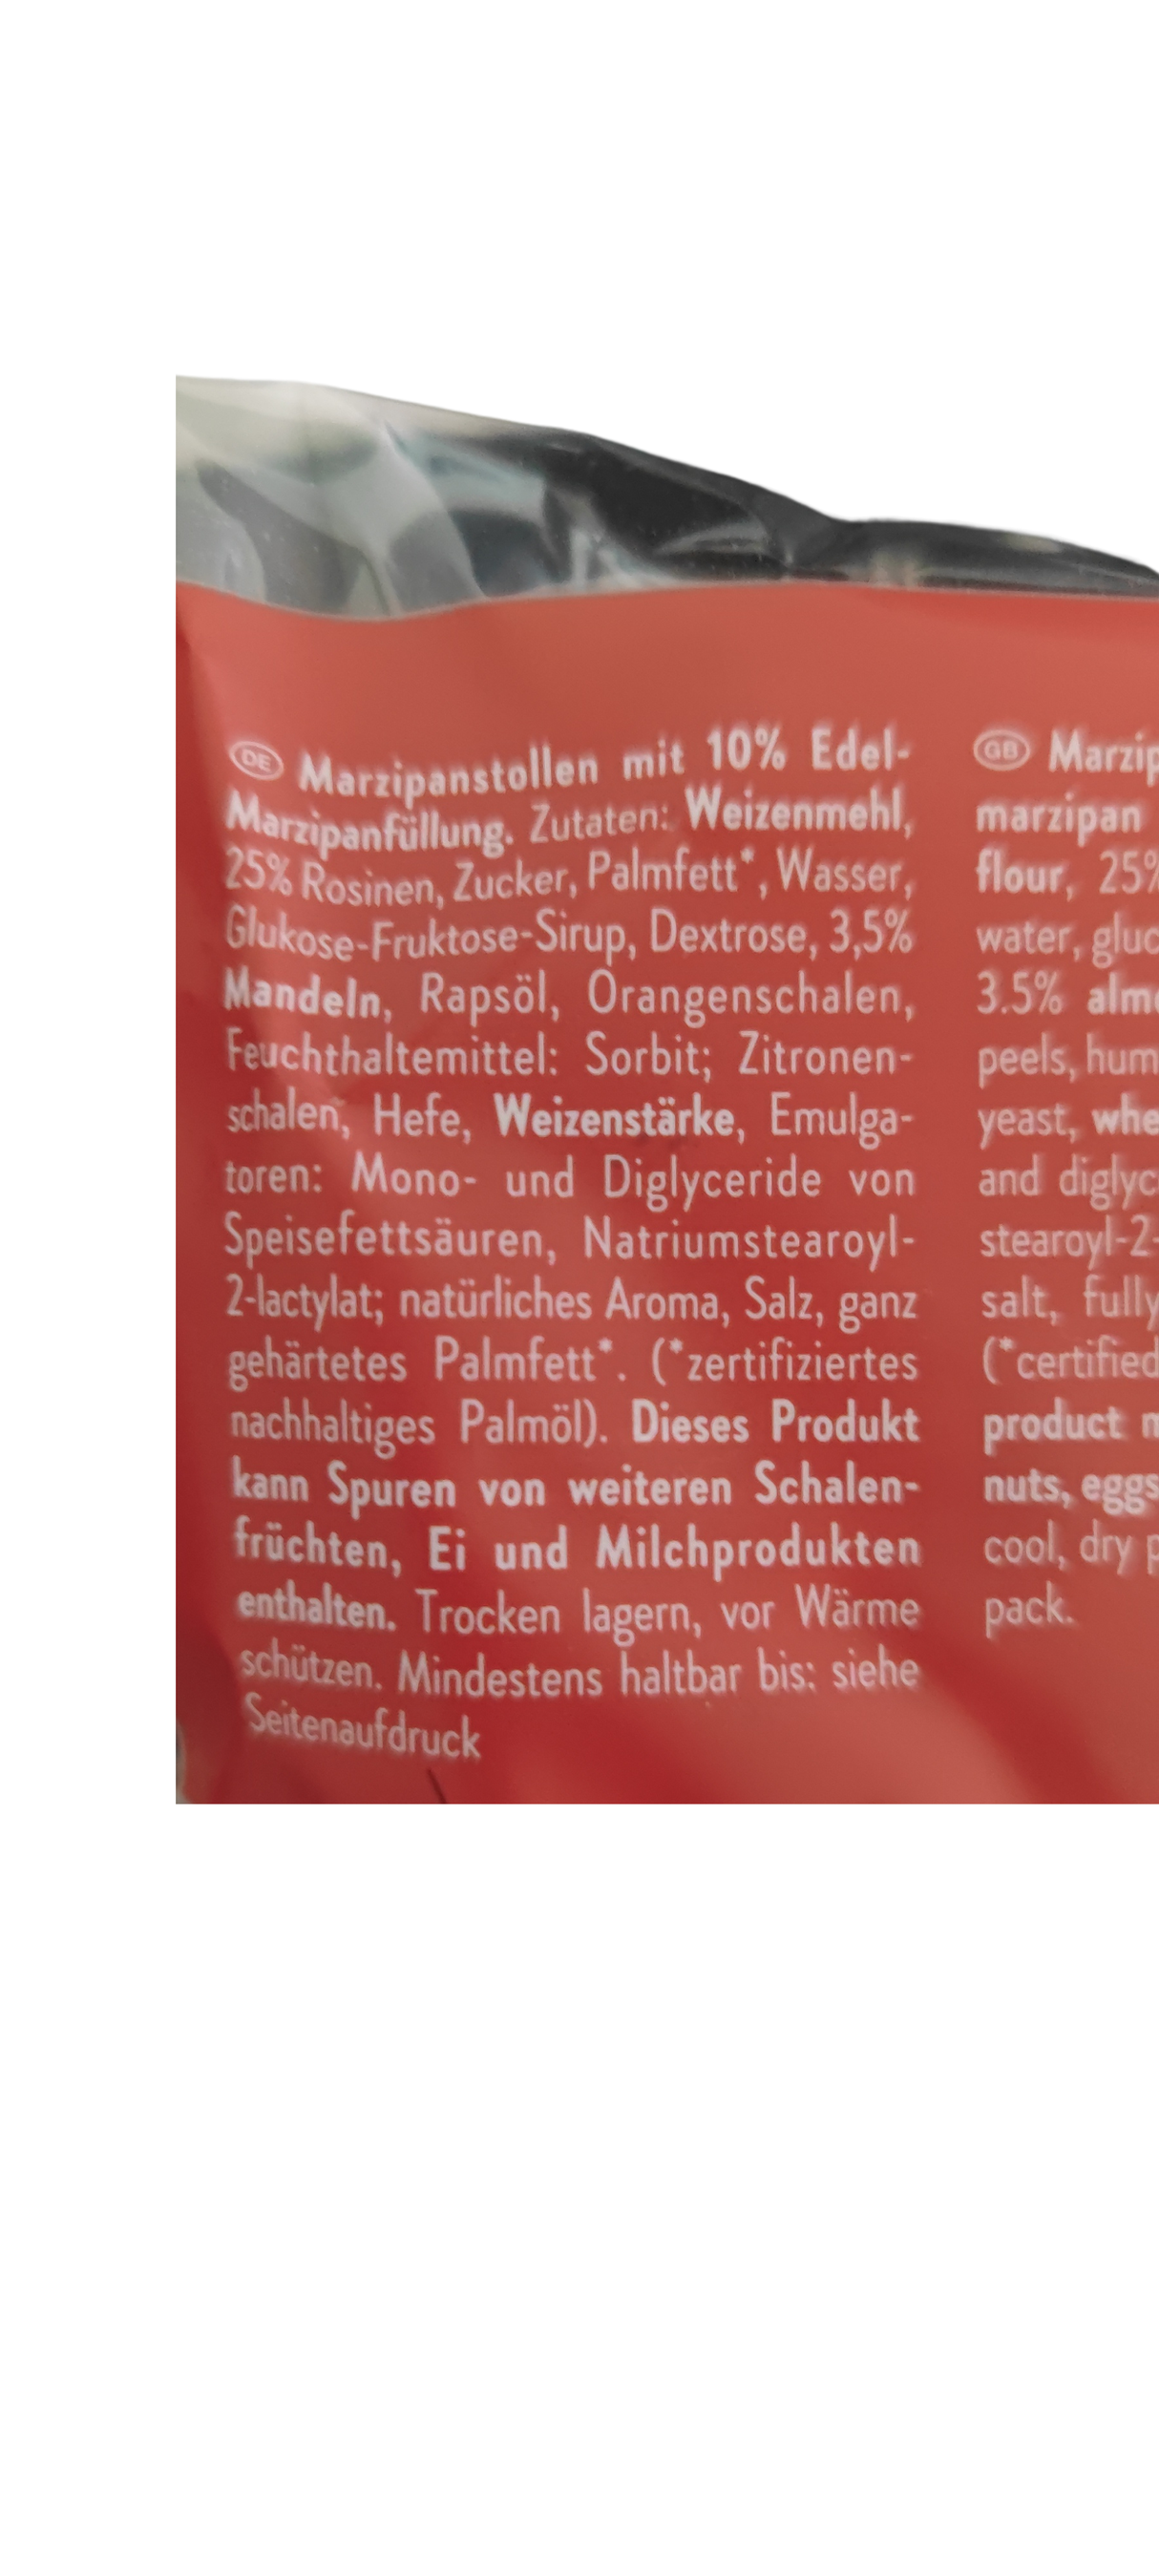 DE Marzipanstollen mit 10% Edel-
Marzipanfüllung. Zutaten: Weizenmehl,
25% Rosinen, Zucker, Palmfett*, Wasser,
Glukose-Fruktose-Sirup, Dextrose, 3,5%
Mandeln, Rapsöl, Orangenschalen,
Feuchthaltemittel: Sorbit; Zitronen-
schalen, Hefe, Weizenstärke, Emulga-
toren: Mono- und Diglyceride von
Speisefettsäuren, Natriumstearoyl-
2-lactylat; natürliches Aroma, Salz, ganz
gehärtetes Palmfett*. (*zertifiziertes
nachhaltiges Palmöl). Dieses Produkt
kann Spuren von weiteren Schalen-
früchten, Ei und Milchprodukten
enthalten. Trocken lagern, vor Wärme
schützen. Mindestens haltbar bis: siehe
Seitenaufdruck
GB Marzip
marzipan
flour, 25%
water, gluc
3.5% almo
peels, hum
yeast, whe
and diglyc
stearoyl-2-
salt, fully
(*certified
product m
nuts, eggs
cool, dry p
pack.